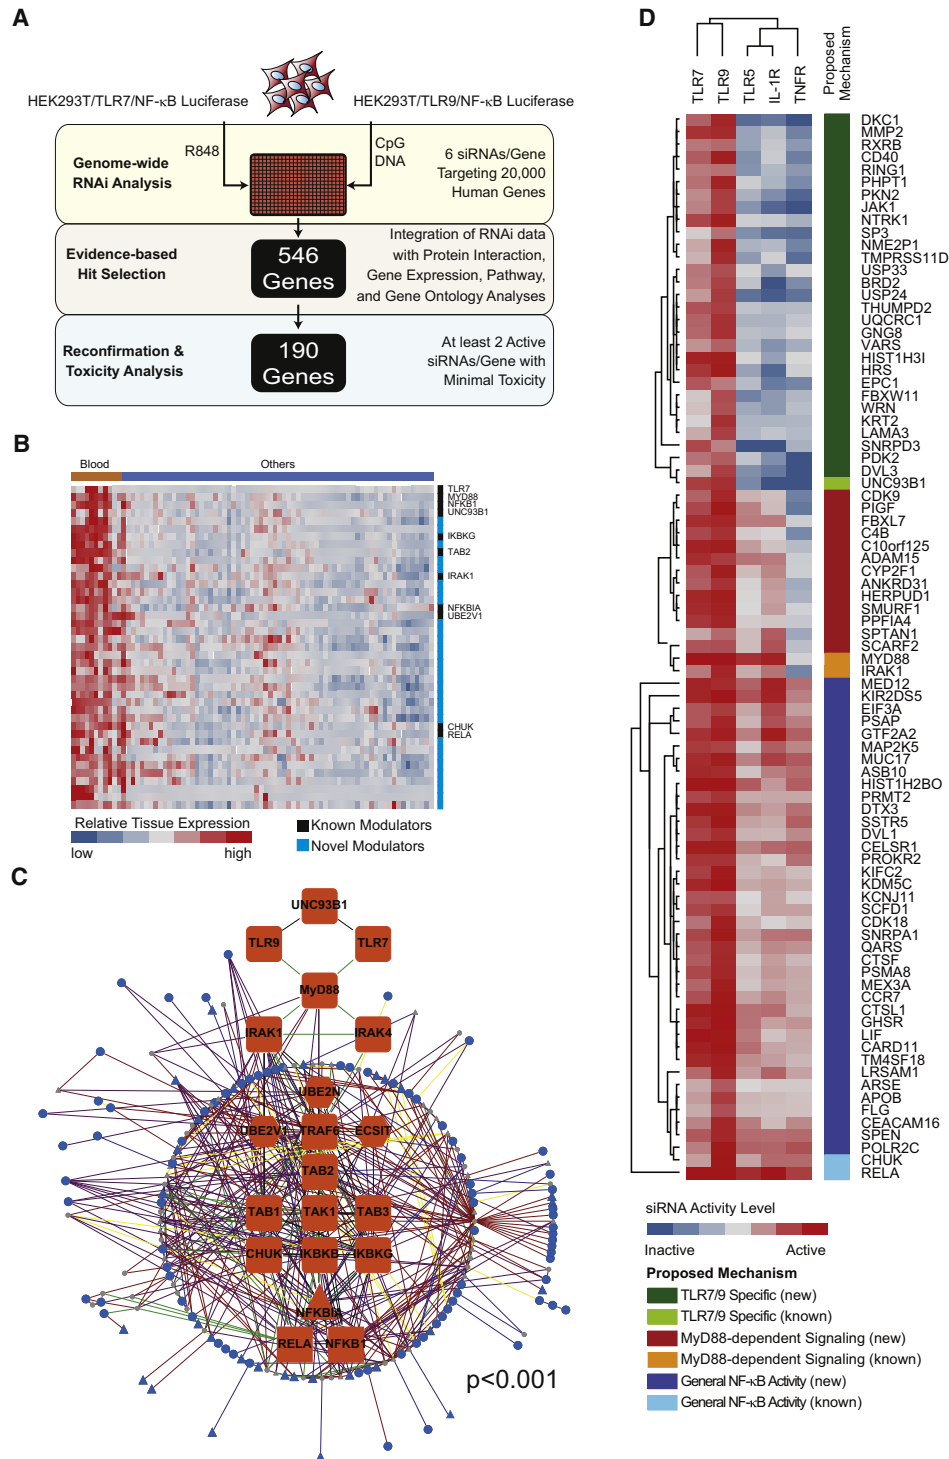 A
HEK293T/TLR7/NF-κB Luciferase
HEK293T/TLR9/NF-κB Luciferase
R848
CpG
DNA
Genome-wide
RNAi Analysis
6 siRNAs/Gene
Targeting 20,000
Human Genes
Evidence-based
Hit Selection
546
Genes
Integration of RNAi data
with Protein Interaction,
Gene Expression, Pathway,
and Gene Ontology Analyses
Reconfirmation &
Toxicity Analysis
190
Genes
At least 2 Active
siRNAs/Gene with
Minimal Toxicity
B
Blood
Others
TLR7
MYD88
NFKB1
UNC93B1
IKBKG
TAB2
IRAK1
NFKBIA
UBE2V1
CHUK
RELA
Relative Tissue Expression
low
high
Known Modulators
Novel Modulators
C
UNC93B1
TLR9
TLR7
MyD88
IRAK1
IRAK4
UBE2N
UBE2V1
TRAF6
ECSIT
TAB2
TAB1
TAK1
TAB3
CHUK
IKBKB
IKBKG
NFKBIA
RELA
NFKB1
p<0.001
D
TLR7
TLR9
TLR5
IL-1R
TNFR
Proposed
Mechanism
DKC1
MMP2
RXRB
CD40
RING1
PHPT1
PKN2
JAK1
NTRK1
SP3
NME2P1
TMPRSS11D
USP33
BRD2
USP24
THUMPD2
UQCRC1
GNG8
VARS
HIST1H3I
HRS
EPC1
FBXW11
WRN
KRT2
LAMA3
SNRPD3
PDK2
DVL3
UNC93B1
CDK9
PIGF
FBXL7
C4B
C10orf125
ADAM15
CYP2F1
ANKRD31
HERPUD1
SMURF1
PPFIA4
SPTAN1
SCARF2
MYD88
IRAK1
MED12
KIR2DS5
EIF3A
PSAP
GTF2A2
MAP2K5
MUC17
ASB10
HIST1H2BO
PRMT2
DTX3
SSTR5
DVL1
CELSR1
PROKR2
KIFC2
KDM5C
KCNJ11
SCFD1
CDK18
SNRPA1
QARS
CTSF
PSMA8
MEX3A
CCR7
CTSL1
GHSR
LIF
CARD11
TM4SF18
LRSAM1
ARSE
APOB
FLG
CEACAM16
SPEN
POLR2C
CHUK
RELA
siRNA Activity Level
Inactive
Active
Proposed Mechanism
TLR7/9 Specific (new)
TLR7/9 Specific (known)
MyD88-dependent Signaling (new)
MyD88-dependent Signaling (known)
General NF-κB Activity (new)
General NF-κB Activity (known)